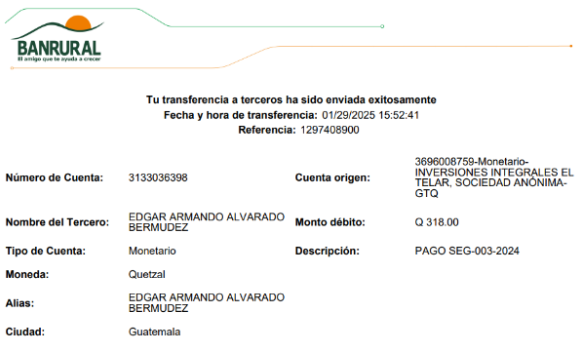 BANRURAL
El amigo que te ayuda a crecer
Tu transferencia a terceros ha sido enviada exitosamente
Fecha y hora de transferencia: 01/29/2025 15:52:41
Referencia: 1297408900
Número de Cuenta: 3133036398
Cuenta origen: 3696008759-Monetario-
INVERSIONES INTEGRALES EL
TELAR, SOCIEDAD ANÓNIMA-
GTQ
Nombre del Tercero: EDGAR ARMANDO ALVARADO
BERMUDEZ
Monto débito: Q 318.00
Tipo de Cuenta: Monetario
Descripción: PAGO SEG-003-2024
Moneda: Quetzal
Alias: EDGAR ARMANDO ALVARADO
BERMUDEZ
Ciudad: Guatemala